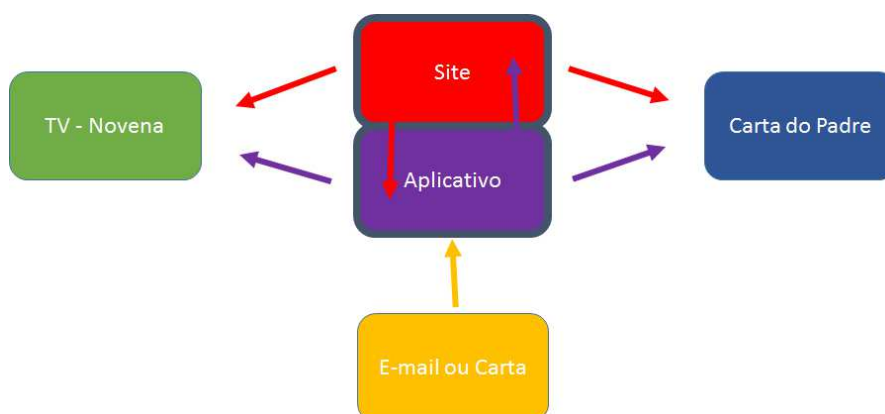 Site
TV - Novena
Carta do Padre
Aplicativo
E-mail ou Carta